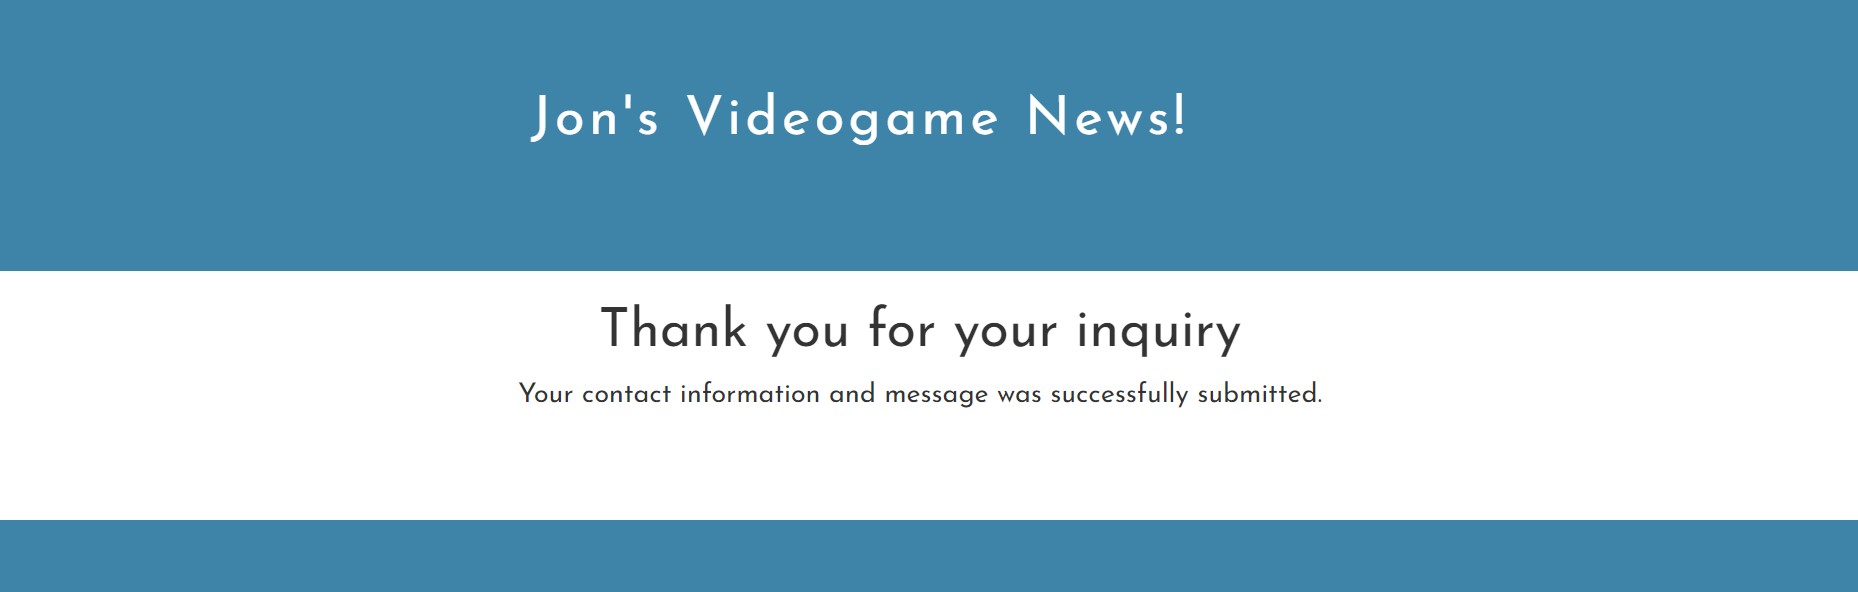 Jon's Videogame News!
Thank you for your inquiry
Your contact information and message was successfully submitted.